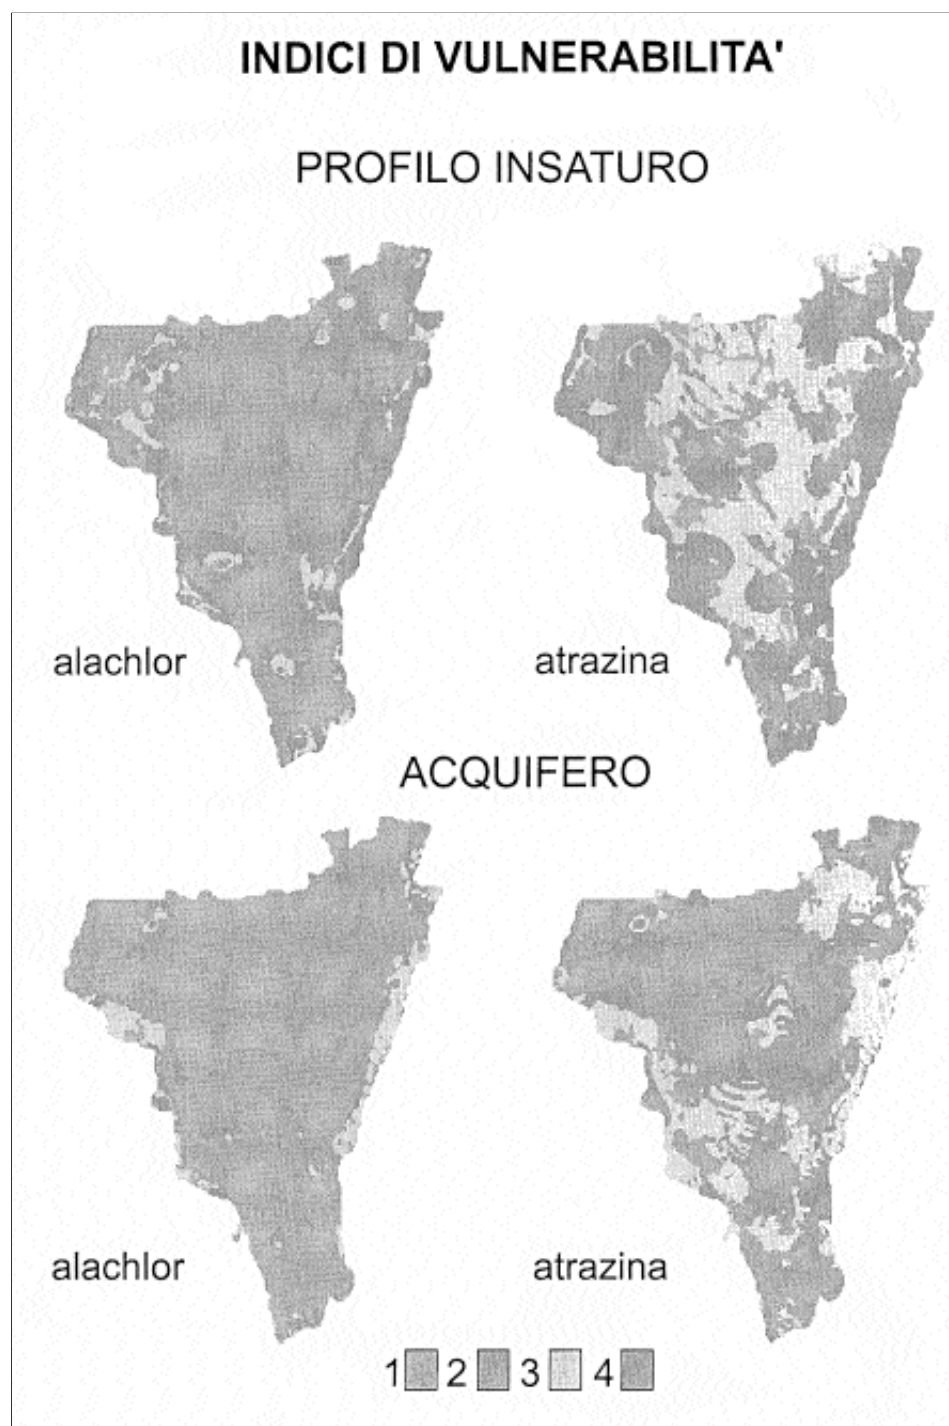 INDICI DI VULNERABILITA'
PROFILO INSATURO
alachlor
atrazina
ACQUIFERO
alachlor
atrazina
1 2 3 4